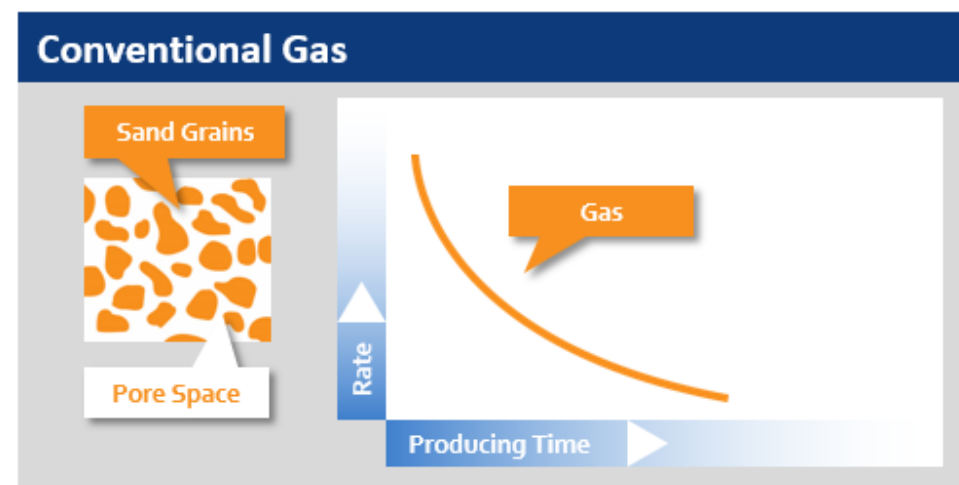 Conventional Gas
Sand Grains
Pore Space
Gas
Rate
Producing Time